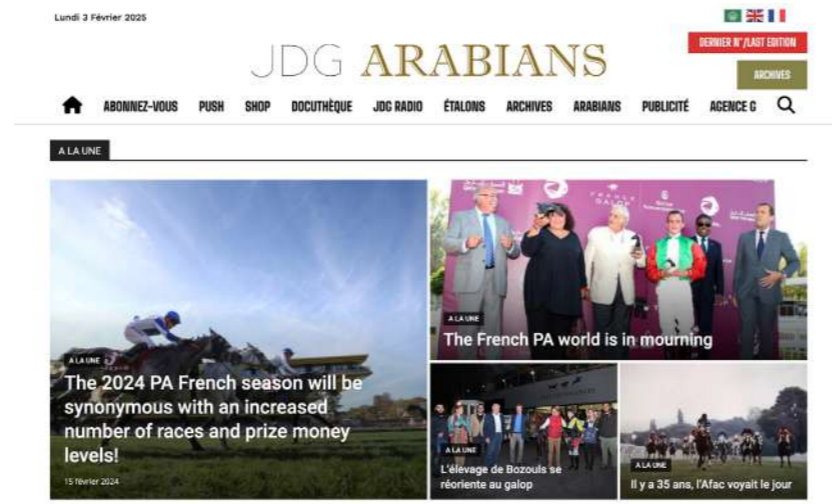 Lundi 3 Février 2025
JDG ARABIANS
DERNIER N°/LAST EDITION
ARCHIVES
ABONNEZ-VOUS PUSH SHOP DOCUTHÈQUE JDG RADIO ÉTALONS ARCHIVES ARABIANS PUBLICITÉ AGENCE G
A LA UNE
A LA UNE
The 2024 PA French season will be
synonymous with an increased
number of races and prize money
levels!
15 février 2024
FRANCE
GALOP
A LA UNE
The French PA world is in mourning
A LA UNE
L'élevage de Bozouls se
réoriente au galop
A LA UNE
Il y a 35 ans, l'Afac voyait le jour